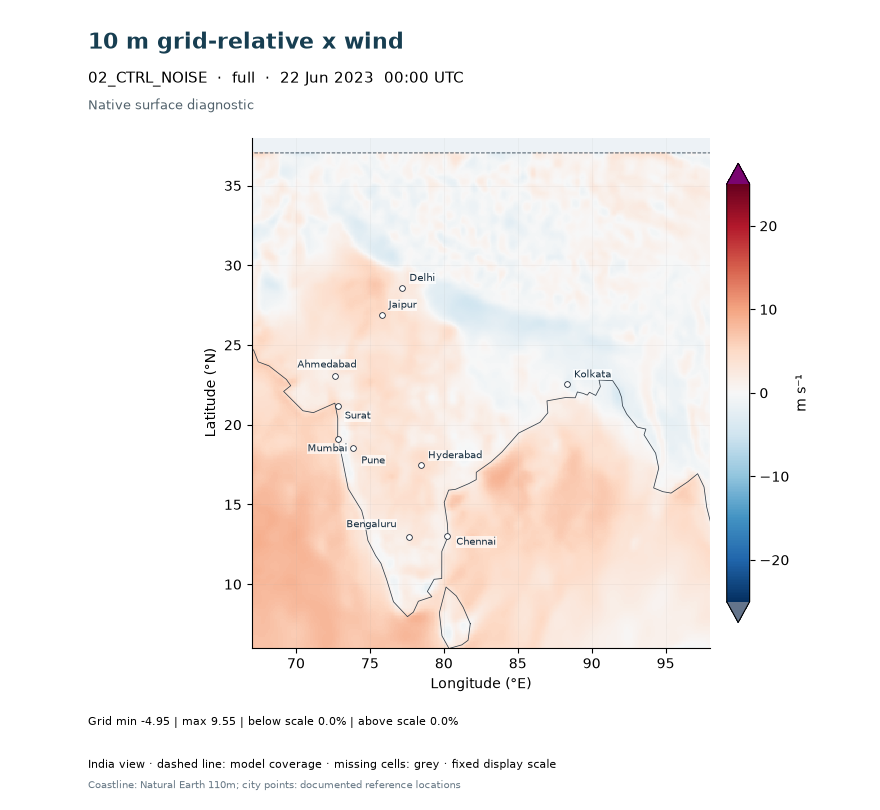 10 m grid-relative x wind
02_CTRL_NOISE · full · 22 Jun 2023 00:00 UTC
Native surface diagnostic
35
30
25
20
15
10
Latitude (°N)
Delhi
Jaipur
Ahmedabad
Surat
Kolkata
Mumbai
Pune
Hyderabad
Bengaluru
Chennai
70
75
80
85
90
95
Longitude (°E)
20
10
0
−10
−20
m s⁻¹
Grid min -4.95 | max 9.55 | below scale 0.0% | above scale 0.0%
India view · dashed line: model coverage · missing cells: grey · fixed display scale
Coastline: Natural Earth 110m; city points: documented reference locations